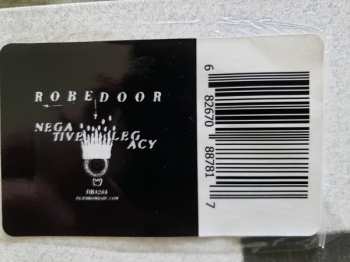 ROBEDOOR
NEGA
TIVE LEG
ACY
6 82670 88781 7